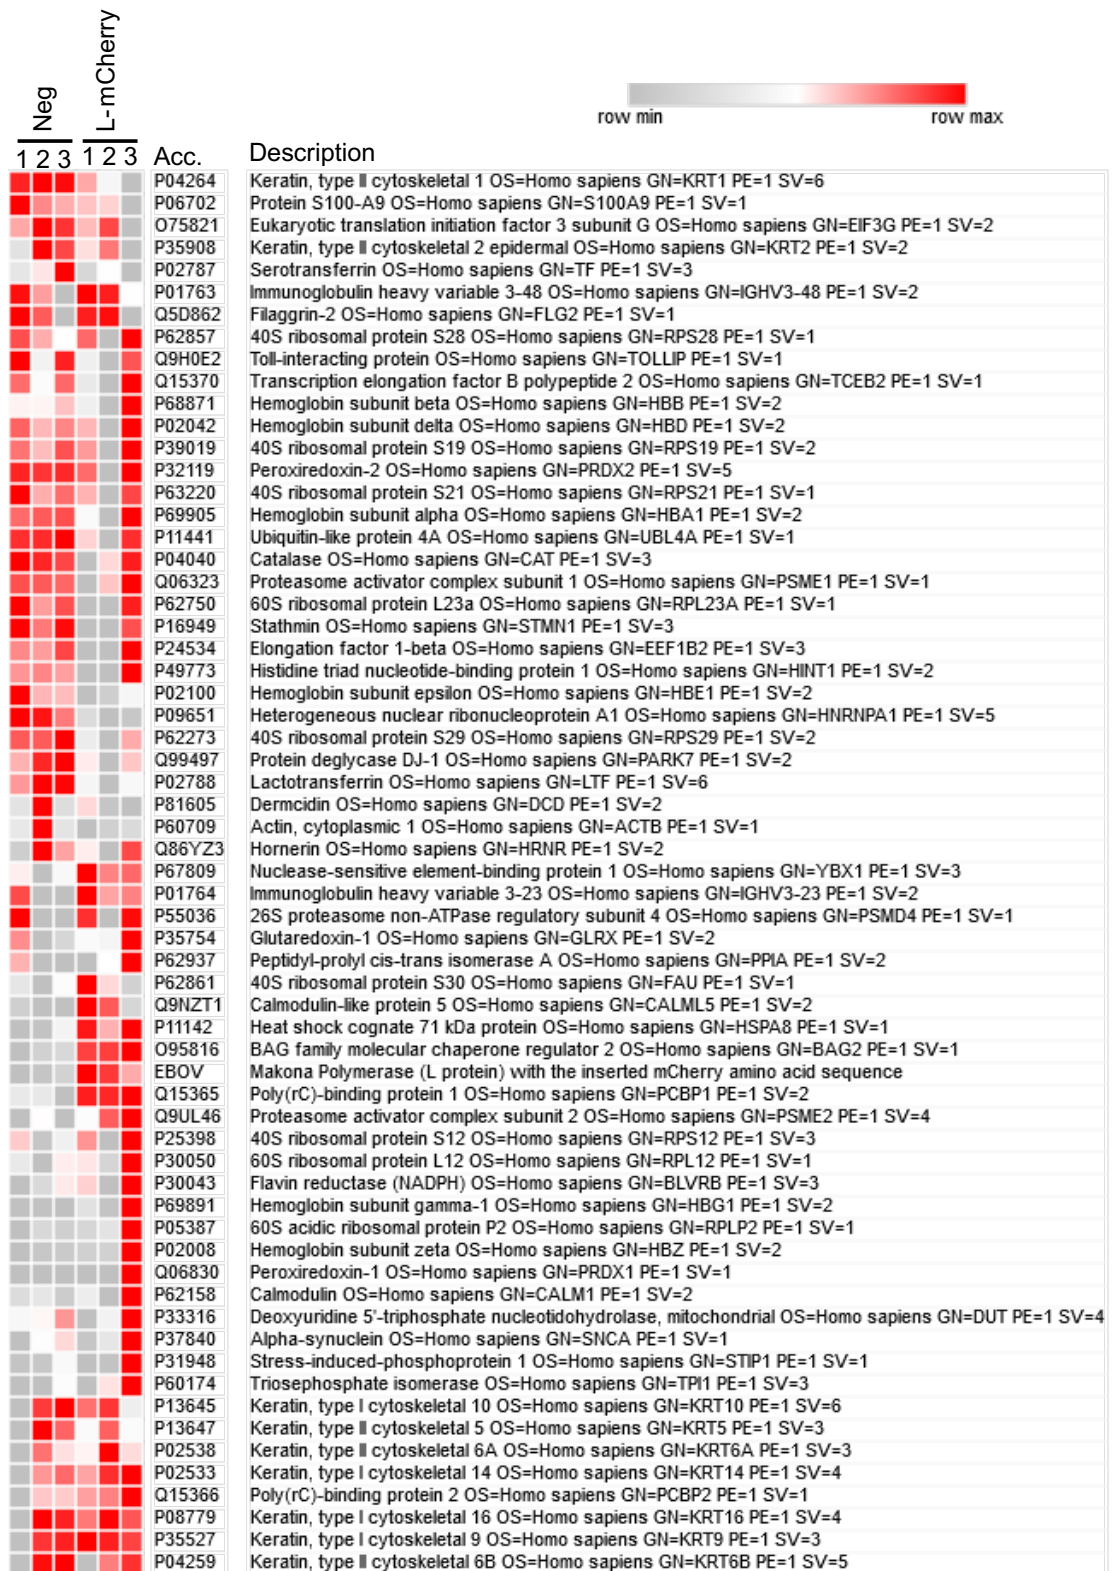 Neg L-mCherry
row min row max
1 2 3 1 2 3 Acc. Description
P04264 Keratin, type II cytoskeletal 1 OS=Homo sapiens GN=KRT1 PE=1 SV=6
P06702 Protein S100-A9 OS=Homo sapiens GN=S100A9 PE=1 SV=1
O75821 Eukaryotic translation initiation factor 3 subunit G OS=Homo sapiens GN=EIF3G PE=1 SV=2
P35908 Keratin, type II cytoskeletal 2 epidermal OS=Homo sapiens GN=KRT2 PE=1 SV=2
P02787 Serotransferrin OS=Homo sapiens GN=TF PE=1 SV=3
P01763 Immunoglobulin heavy variable 3-48 OS=Homo sapiens GN=IGHV3-48 PE=1 SV=2
Q5D862 Filaggrin-2 OS=Homo sapiens GN=FLG2 PE=1 SV=1
P62857 40S ribosomal protein S28 OS=Homo sapiens GN=RPS28 PE=1 SV=1
Q9H0E2 Toll-interacting protein OS=Homo sapiens GN=TOLLIP PE=1 SV=1
Q15370 Transcription elongation factor B polypeptide 2 OS=Homo sapiens GN=TCEB2 PE=1 SV=1
P68871 Hemoglobin subunit beta OS=Homo sapiens GN=HBB PE=1 SV=2
P02042 Hemoglobin subunit delta OS=Homo sapiens GN=HBD PE=1 SV=2
P39019 40S ribosomal protein S19 OS=Homo sapiens GN=RPS19 PE=1 SV=2
P32119 Peroxiredoxin-2 OS=Homo sapiens GN=PRDX2 PE=1 SV=5
P63220 40S ribosomal protein S21 OS=Homo sapiens GN=RPS21 PE=1 SV=1
P69905 Hemoglobin subunit alpha OS=Homo sapiens GN=HBA1 PE=1 SV=2
P11441 Ubiquitin-like protein 4A OS=Homo sapiens GN=UBL4A PE=1 SV=1
P04040 Catalase OS=Homo sapiens GN=CAT PE=1 SV=3
Q06323 Proteasome activator complex subunit 1 OS=Homo sapiens GN=PSME1 PE=1 SV=1
P62750 60S ribosomal protein L23a OS=Homo sapiens GN=RPL23A PE=1 SV=1
P16949 Stathmin OS=Homo sapiens GN=STMN1 PE=1 SV=3
P24534 Elongation factor 1-beta OS=Homo sapiens GN=EEF1B2 PE=1 SV=3
P49773 Histidine triad nucleotide-binding protein 1 OS=Homo sapiens GN=HINT1 PE=1 SV=2
P02100 Hemoglobin subunit epsilon OS=Homo sapiens GN=HBE1 PE=1 SV=2
P09651 Heterogeneous nuclear ribonucleoprotein A1 OS=Homo sapiens GN=HNRNPA1 PE=1 SV=5
P62273 40S ribosomal protein S29 OS=Homo sapiens GN=RPS29 PE=1 SV=2
Q99497 Protein deglycase DJ-1 OS=Homo sapiens GN=PARK7 PE=1 SV=2
P02788 Lactotransferrin OS=Homo sapiens GN=LTF PE=1 SV=6
P81605 Dermcidin OS=Homo sapiens GN=DCD PE=1 SV=2
P60709 Actin, cytoplasmic 1 OS=Homo sapiens GN=ACTB PE=1 SV=1
Q86YZ3 Hornerin OS=Homo sapiens GN=HRNR PE=1 SV=2
P67809 Nuclease-sensitive element-binding protein 1 OS=Homo sapiens GN=YBX1 PE=1 SV=3
P01764 Immunoglobulin heavy variable 3-23 OS=Homo sapiens GN=IGHV3-23 PE=1 SV=2
P55036 26S proteasome non-ATPase regulatory subunit 4 OS=Homo sapiens GN=PSMD4 PE=1 SV=1
P35754 Glutaredoxin-1 OS=Homo sapiens GN=GLRX PE=1 SV=2
P62937 Peptidyl-prolyl cis-trans isomerase A OS=Homo sapiens GN=PPIA PE=1 SV=2
P62861 40S ribosomal protein S30 OS=Homo sapiens GN=FAU PE=1 SV=1
Q9NZT1 Calmodulin-like protein 5 OS=Homo sapiens GN=CALML5 PE=1 SV=2
P11142 Heat shock cognate 71 kDa protein OS=Homo sapiens GN=HSPA8 PE=1 SV=1
O95816 BAG family molecular chaperone regulator 2 OS=Homo sapiens GN=BAG2 PE=1 SV=1
EBOV Makona Polymerase (L protein) with the inserted mCherry amino acid sequence
Q15365 Poly(rC)-binding protein 1 OS=Homo sapiens GN=PCBP1 PE=1 SV=2
Q9UL46 Proteasome activator complex subunit 2 OS=Homo sapiens GN=PSME2 PE=1 SV=4
P25398 40S ribosomal protein S12 OS=Homo sapiens GN=RPS12 PE=1 SV=3
P30050 60S ribosomal protein L12 OS=Homo sapiens GN=RPL12 PE=1 SV=1
P30043 Flavin reductase (NADPH) OS=Homo sapiens GN=BLVRB PE=1 SV=3
P69891 Hemoglobin subunit gamma-1 OS=Homo sapiens GN=HBG1 PE=1 SV=2
P05387 60S acidic ribosomal protein P2 OS=Homo sapiens GN=RPLP2 PE=1 SV=1
P02008 Hemoglobin subunit zeta OS=Homo sapiens GN=HBZ PE=1 SV=2
Q06830 Peroxiredoxin-1 OS=Homo sapiens GN=PRDX1 PE=1 SV=1
P62158 Calmodulin OS=Homo sapiens GN=CALM1 PE=1 SV=2
P33316 Deoxyuridine 5'-triphosphate nucleotidohydrolase, mitochondrial OS=Homo sapiens GN=DUT PE=1 SV=4
P37840 Alpha-synuclein OS=Homo sapiens GN=SNCA PE=1 SV=1
P31948 Stress-induced-phosphoprotein 1 OS=Homo sapiens GN=STIP1 PE=1 SV=1
P60174 Triosephosphate isomerase OS=Homo sapiens GN=TPI1 PE=1 SV=3
P13645 Keratin, type I cytoskeletal 10 OS=Homo sapiens GN=KRT10 PE=1 SV=6
P13647 Keratin, type II cytoskeletal 5 OS=Homo sapiens GN=KRT5 PE=1 SV=3
P02538 Keratin, type II cytoskeletal 6A OS=Homo sapiens GN=KRT6A PE=1 SV=3
P02533 Keratin, type I cytoskeletal 14 OS=Homo sapiens GN=KRT14 PE=1 SV=4
Q15366 Poly(rC)-binding protein 2 OS=Homo sapiens GN=PCBP2 PE=1 SV=1
P08779 Keratin, type I cytoskeletal 16 OS=Homo sapiens GN=KRT16 PE=1 SV=4
P35527 Keratin, type I cytoskeletal 9 OS=Homo sapiens GN=KRT9 PE=1 SV=3
P04259 Keratin, type II cytoskeletal 6B OS=Homo sapiens GN=KRT6B PE=1 SV=5